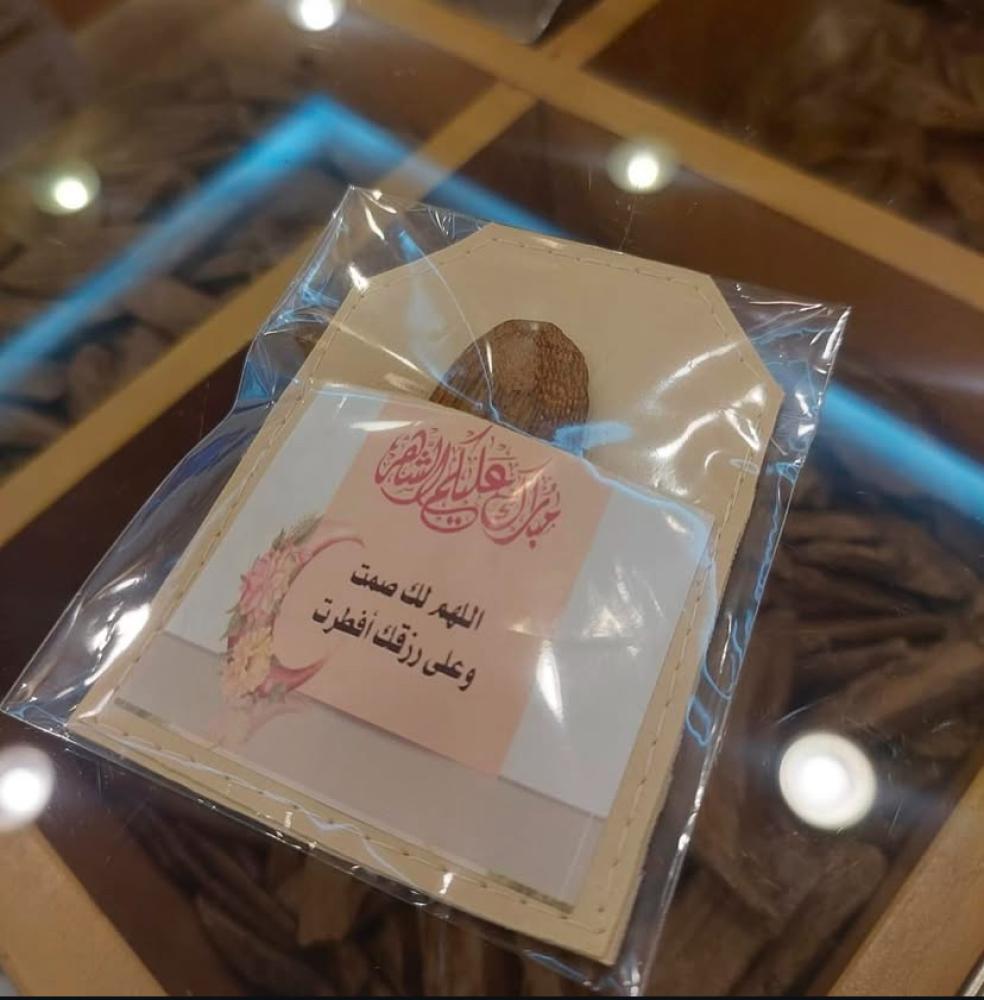 مبارك عليكم الشهر
اللهم لك صمت
وعلى رزقك أفطرت